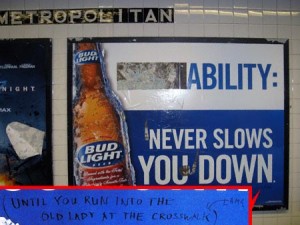 METROPOLITAN
BUD
LIGHT
ABILITY:
NIGHT
NEVER SLOWS
BUD
LIGHT
YOU DOWN
(UNTIL YOU RUN INTO THE
OLD LADY AT THE CROSSWALK)